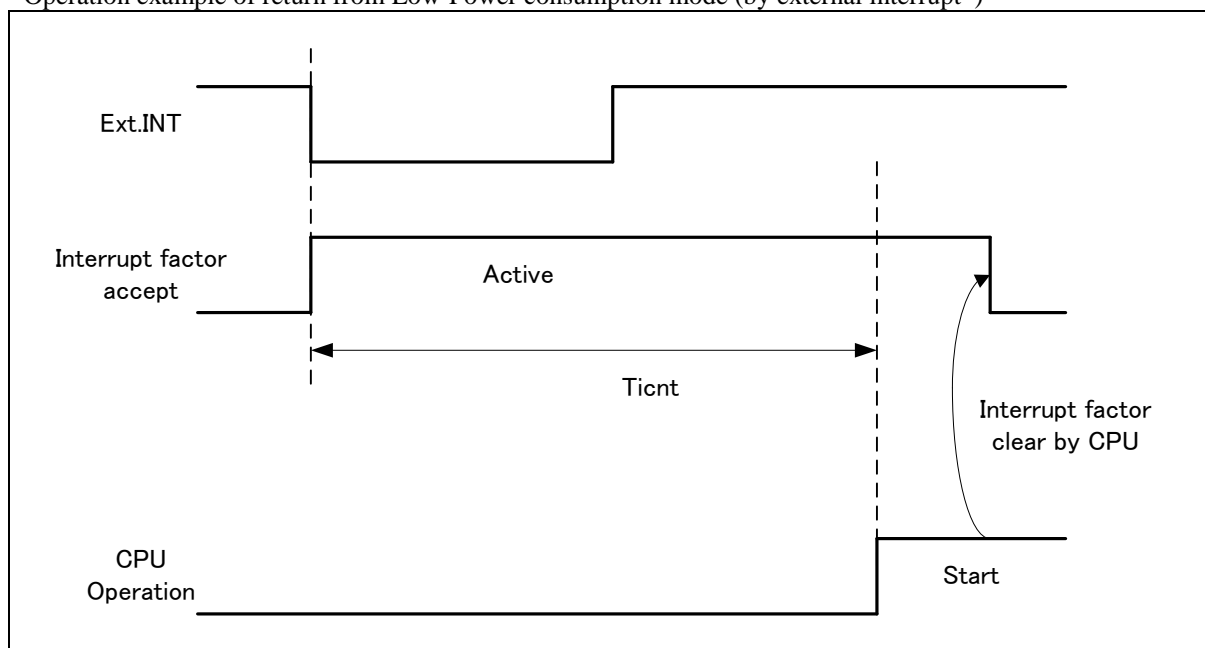 Operation example of return from Low-Power consumption mode (by external interrupt*)
Ext.INT
Interrupt factor
accept
Active
Ticnt
Interrupt factor
clear by CPU
CPU
Operation
Start